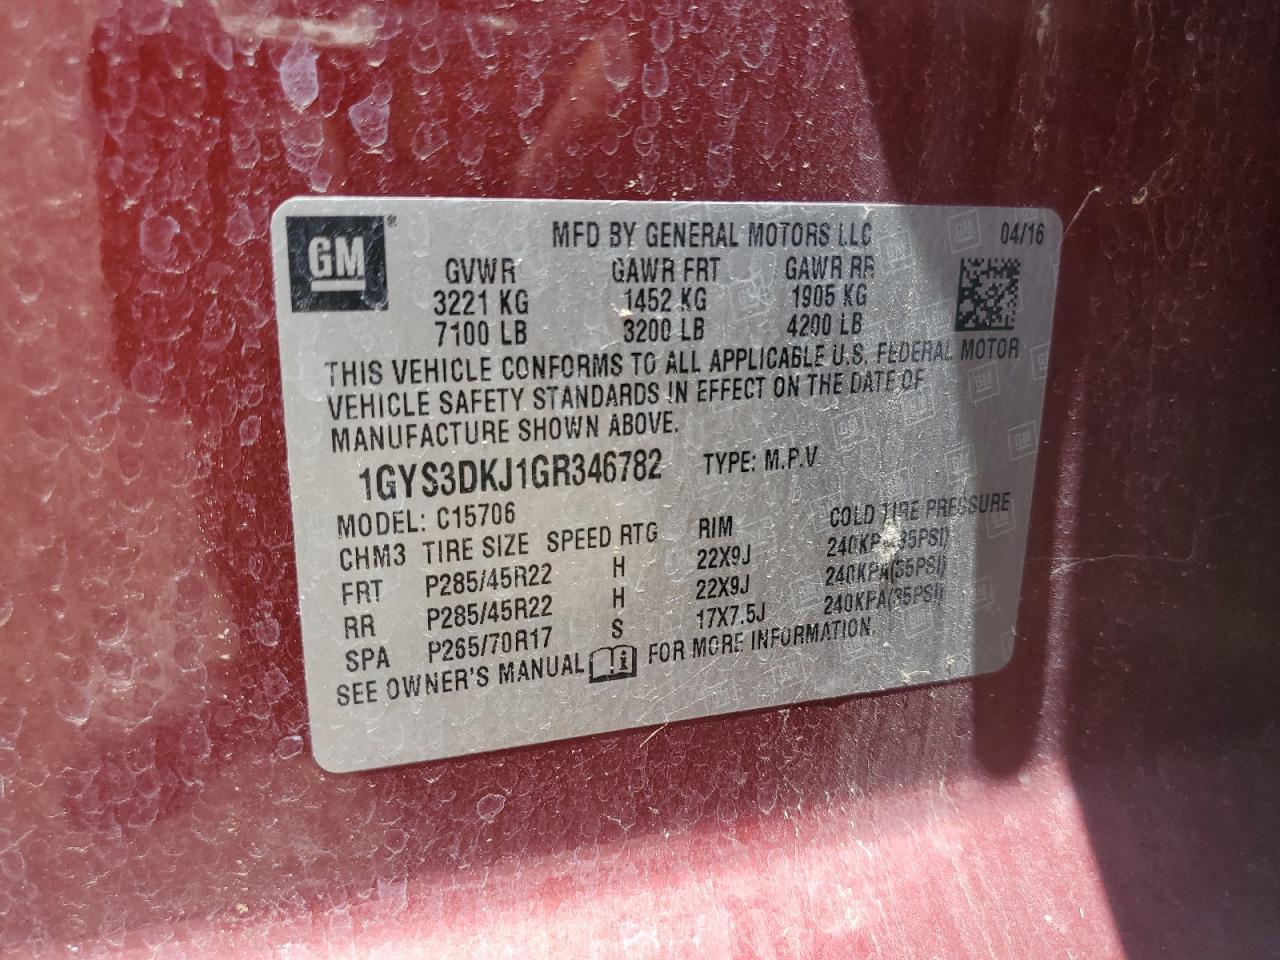 GM®
MFD BY GENERAL MOTORS LLC 04/16
GVWR GAWR FRT GAWR RR
3221 KG 1452 KG 1905 KG
7100 LB 3200 LB 4200 LB
THIS VEHICLE CONFORMS TO ALL APPLICABLE U.S. FEDERAL MOTOR
VEHICLE SAFETY STANDARDS IN EFFECT ON THE DATE OF
MANUFACTURE SHOWN ABOVE.
1GYS3DKJ1GR346782 TYPE: M.P.V
MODEL: C15706
CHM3 TIRE SIZE SPEED RTG RIM COLD TIRE PRESSURE
FRT P285/45R22 H 22X9J 240KPA(35PSI)
RR P285/45R22 H 22X9J 240KPA(35PSI)
SPA P265/70R17 S 17X7.5J 240KPA(35PSI)
SEE OWNER'S MANUAL FOR MORE INFORMATION.